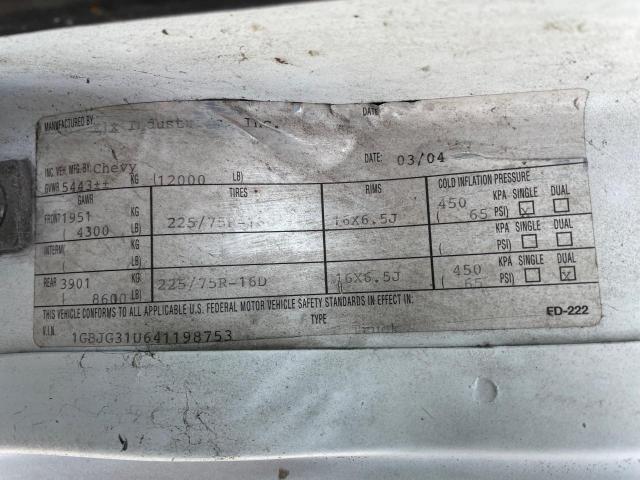 MANUFACTURED BY: Industr Inc. DATE
INC. VEH. MFG. BY: Chevy DATE: 03/04
GVWR 5443++ KG (12000 LB)
GAWR TIRES RIMS COLD INFLATION PRESSURE
FRONT 1951 KG 225/75R-16 16X6.5J 450 KPA SINGLE DUAL
( 4300 LB) ( 65 PSI) X
INTERM KG KPA SINGLE DUAL
( LB) ( PSI)
REAR 3901 KG 225/75R-16D 16X6.5J 450 KPA SINGLE DUAL
( 8600 LB) ( 65 PSI) X
THIS VEHICLE CONFORMS TO ALL APPLICABLE U.S. FEDERAL MOTOR VEHICLE SAFETY STANDARDS IN EFFECT IN:
V.I.N. 1GBJG31U641198753 TYPE Truck ED-222